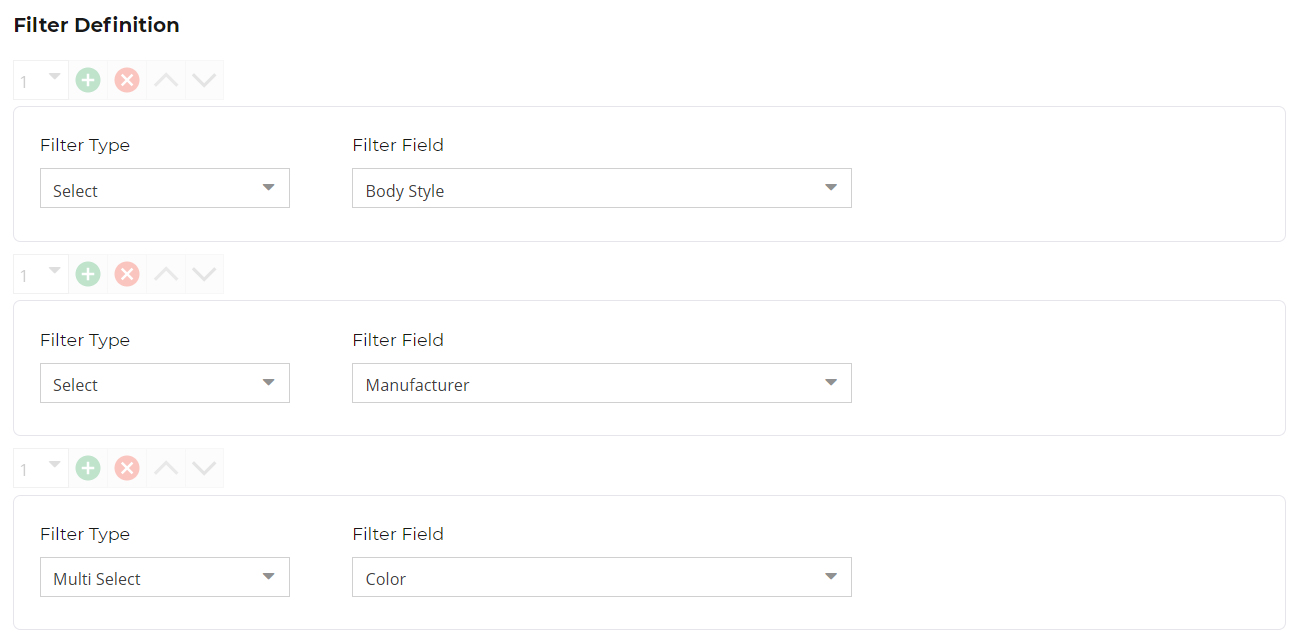 Filter Definition
1
Filter Type Filter Field
Select Body Style
1
Filter Type Filter Field
Select Manufacturer
1
Filter Type Filter Field
Multi Select Color